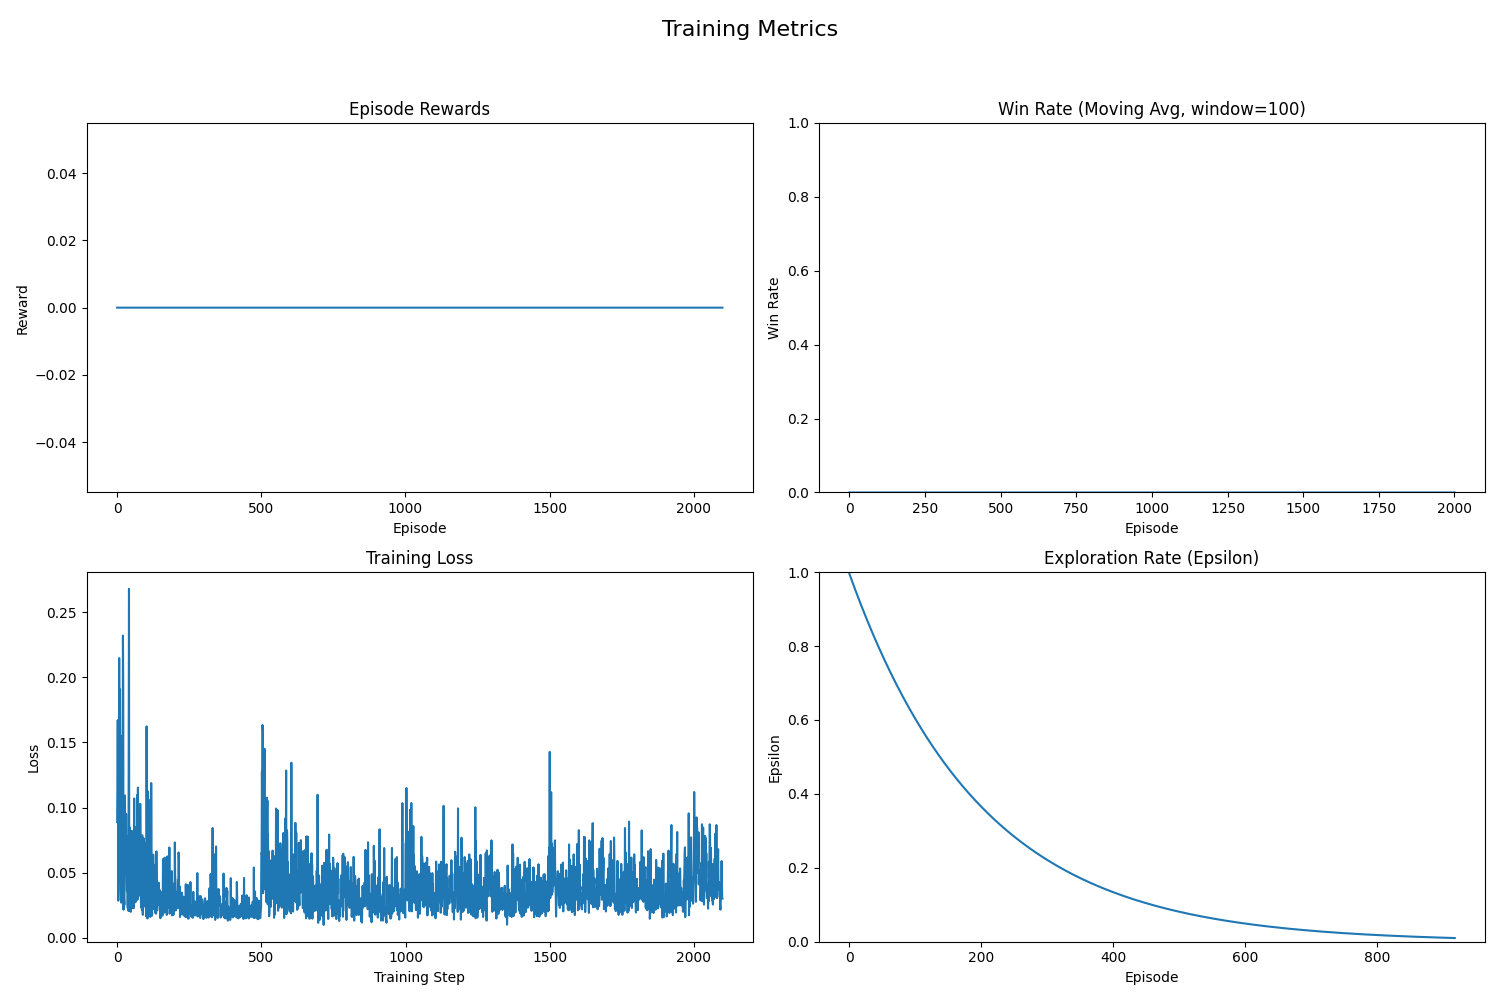 Training Metrics
Episode Rewards
0.04
0.02
0.00
−0.02
−0.04
Reward
0 500 1000 1500 2000
Episode
Win Rate (Moving Avg, window=100)
1.0
0.8
0.6
0.4
0.2
0.0
Win Rate
0 250 500 750 1000 1250 1500 1750 2000
Episode
Training Loss
0.25
0.20
0.15
0.10
0.05
0.00
Loss
0 500 1000 1500 2000
Training Step
Exploration Rate (Epsilon)
1.0
0.8
0.6
0.4
0.2
0.0
Epsilon
0 200 400 600 800
Episode